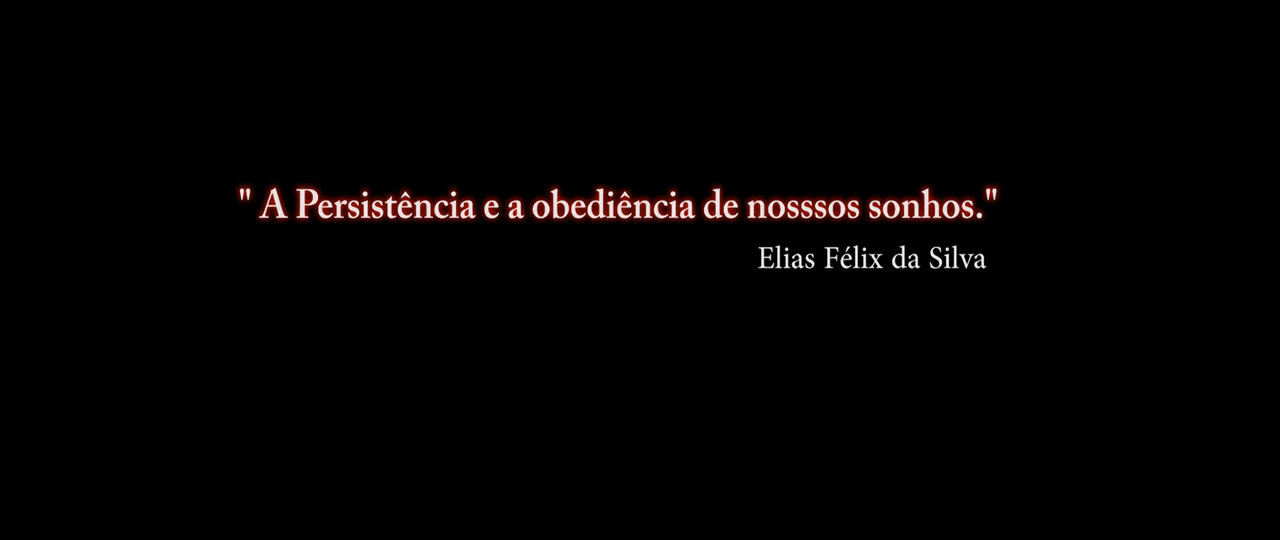 " A Persistência e a obediência de nosssos sonhos."
Elias Félix da Silva